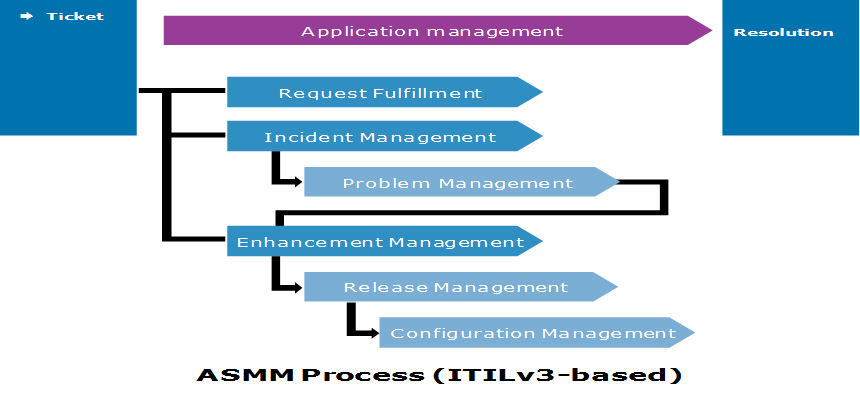 Ticket
Application management
Resolution
Request Fulfillment
Incident Management
Problem Management
Enhancement Management
Release Management
Configuration Management
ASMM Process (ITILv3-based)